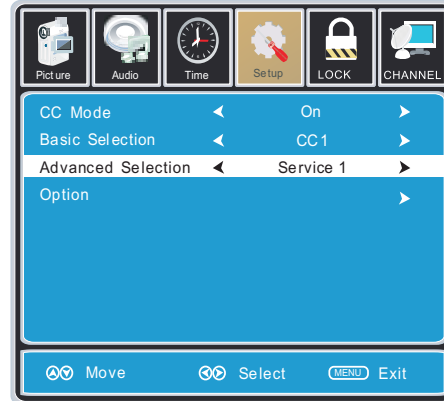 Picture Audio Time Setup LOCK CHANNEL
CC Mode On
Basic Selection CC1
Advanced Selection Service 1
Option
Move Select MENU Exit